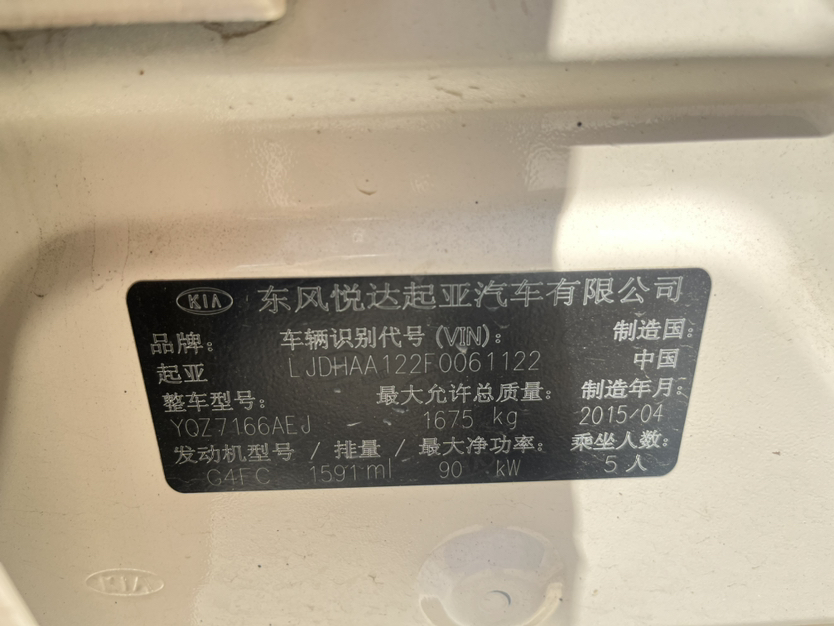 KIA 东风悦达起亚汽车有限公司
品牌： 车辆识别代号（VIN)： 制造国：
起亚 LJDHAA122F0061122 中国
整车型号： 最大允许总质量： 制造年月：
YQZ7166AEJ 1675 kg 2015/04
发动机型号 / 排量 / 最大净功率： 乘坐人数：
G4FC 1591ml 90 kW 5人
KIA